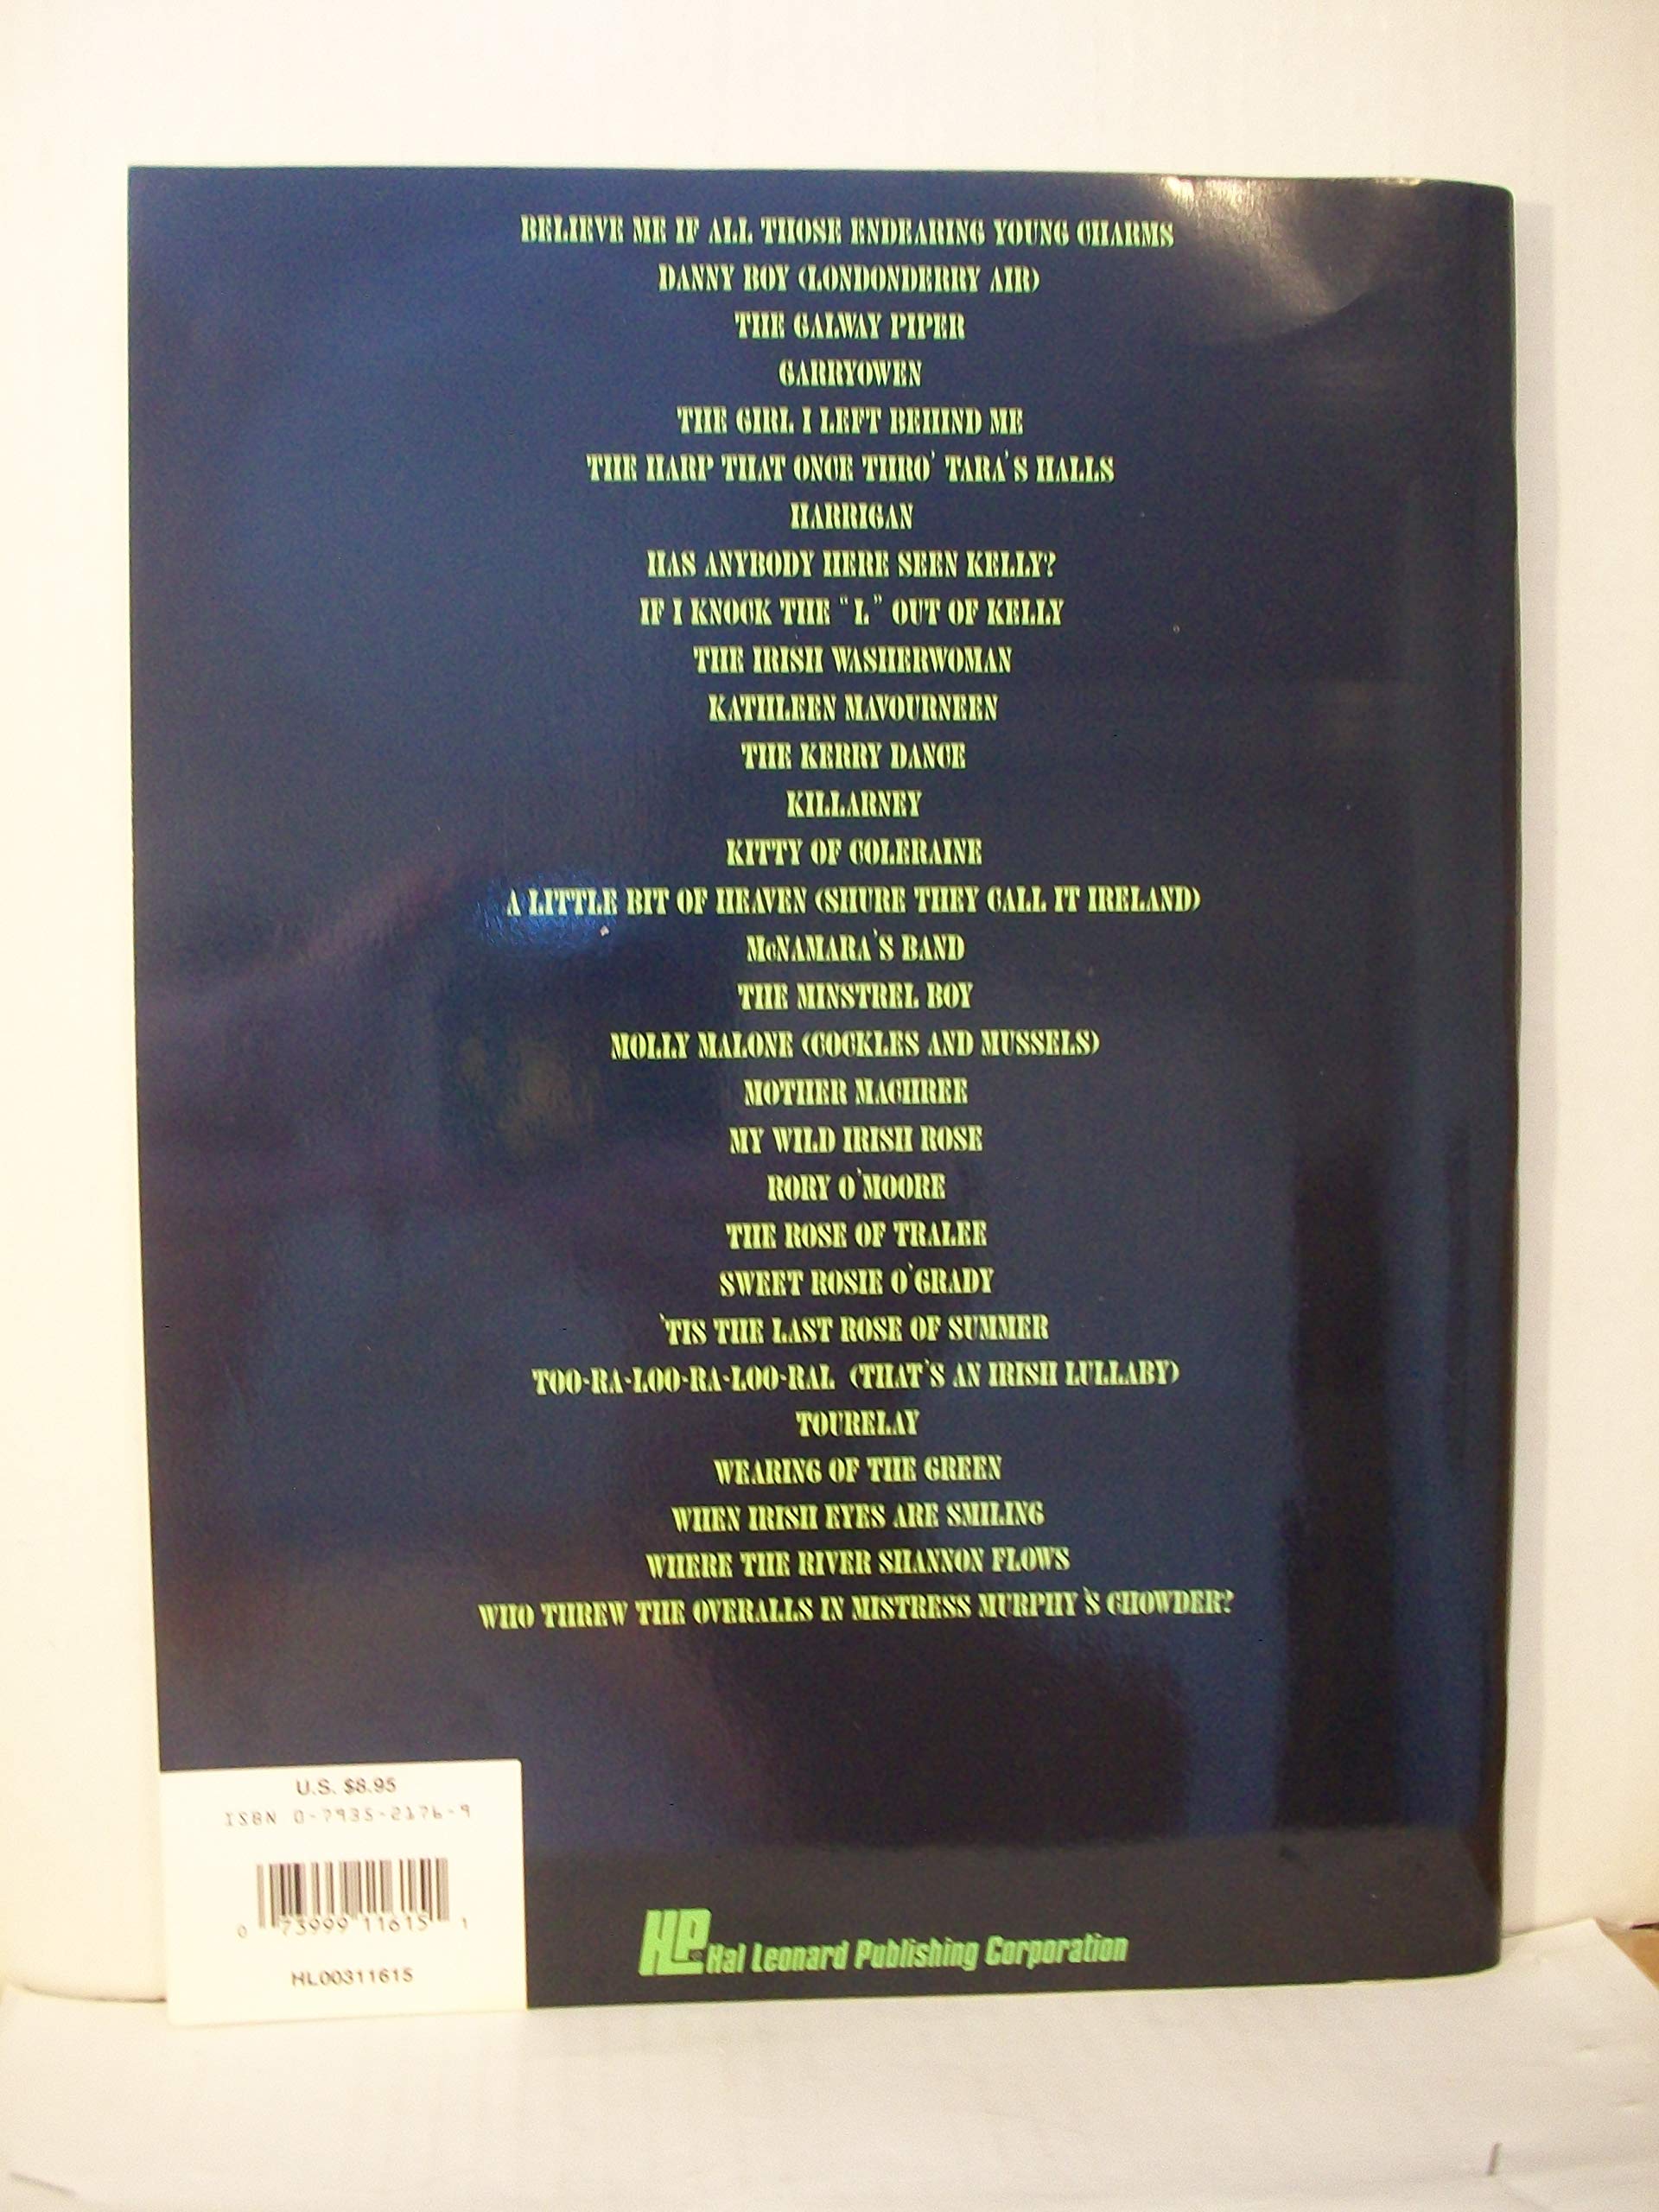 BELIEVE ME IF ALL THOSE ENDEARING YOUNG CHARMS
DANNY BOY (LONDONDERRY AIR)
THE GALWAY PIPER
GARRYOWEN
THE GIRL I LEFT BEHIND ME
THE HARP THAT ONCE THRO' TARA'S HALLS
HARRIGAN
HAS ANYBODY HERE SEEN KELLY?
IF I KNOCK THE "L" OUT OF KELLY
THE IRISH WASHERWOMAN
KATHLEEN MAVOURNEEN
THE KERRY DANCE
KILLARNEY
KITTY OF COLERAINE
A LITTLE BIT OF HEAVEN (SHURE THEY CALL IT IRELAND)
McNAMARA'S BAND
THE MINSTREL BOY
MOLLY MALONE (COCKLES AND MUSSELS)
MOTHER MACHREE
MY WILD IRISH ROSE
RORY O'MOORE
THE ROSE OF TRALEE
SWEET ROSIE O'GRADY
'TIS THE LAST ROSE OF SUMMER
TOO-RA-LOO-RA-LOO-RAL (THAT'S AN IRISH LULLABY)
TOURELAY
WEARING OF THE GREEN
WHEN IRISH EYES ARE SMILING
WHERE THE RIVER SHANNON FLOWS
WHO THREW THE OVERALLS IN MISTRESS MURPHY'S CHOWDER?
U.S. $8.95
ISBN 0-7935-2176-9
0 73999 11615 1
HL00311615
HLP Hal Leonard Publishing Corporation